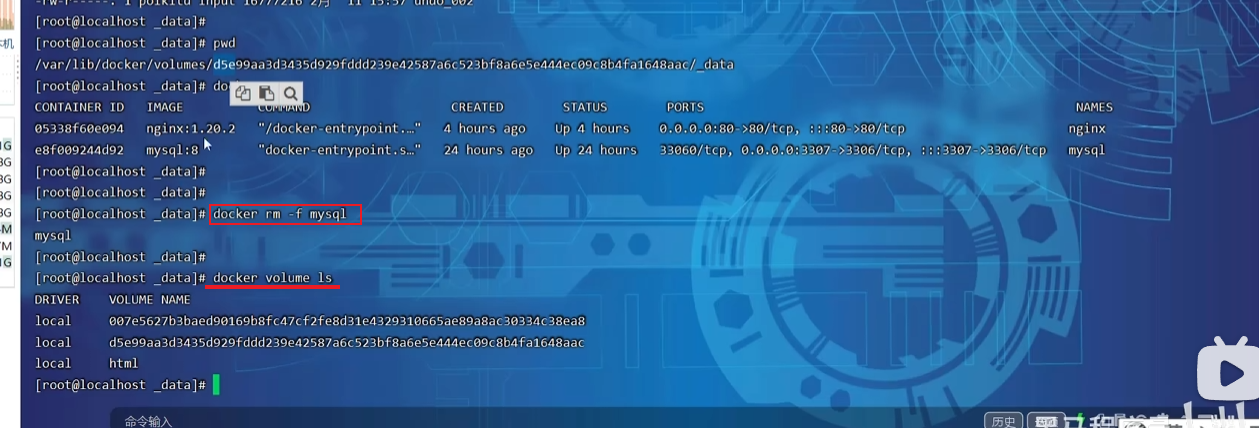 [root@localhost _data]#
[root@localhost _data]# pwd
/var/lib/docker/volumes/d5e99aa3d3435d929fddd239e42587a6c523bf8a6e5e444ec09c8b4fa1648aac/_data
[root@localhost _data]#
CONTAINER ID IMAGE COMMAND CREATED STATUS PORTS NAMES
05338f60e094 nginx:1.20.2 "/docker-entrypoint.…" 4 hours ago Up 4 hours 0.0.0.0:80->80/tcp, :::80->80/tcp nginx
e8f009244d92 mysql:8 "docker-entrypoint.s…" 24 hours ago Up 24 hours 33060/tcp, 0.0.0.0:3307->3306/tcp, :::3307->3306/tcp mysql
[root@localhost _data]#
[root@localhost _data]#
[root@localhost _data]# docker rm -f mysql
mysql
[root@localhost _data]#
[root@localhost _data]# docker volume ls
DRIVER VOLUME NAME
local 007e5627b3baed90169b8fc47cf2fe8d31e4329310665ae89a8ac30334c38ea8
local d5e99aa3d3435d929fddd239e42587a6c523bf8a6e5e444ec09c8b4fa1648aac
local html
[root@localhost _data]#
命令输入
历史